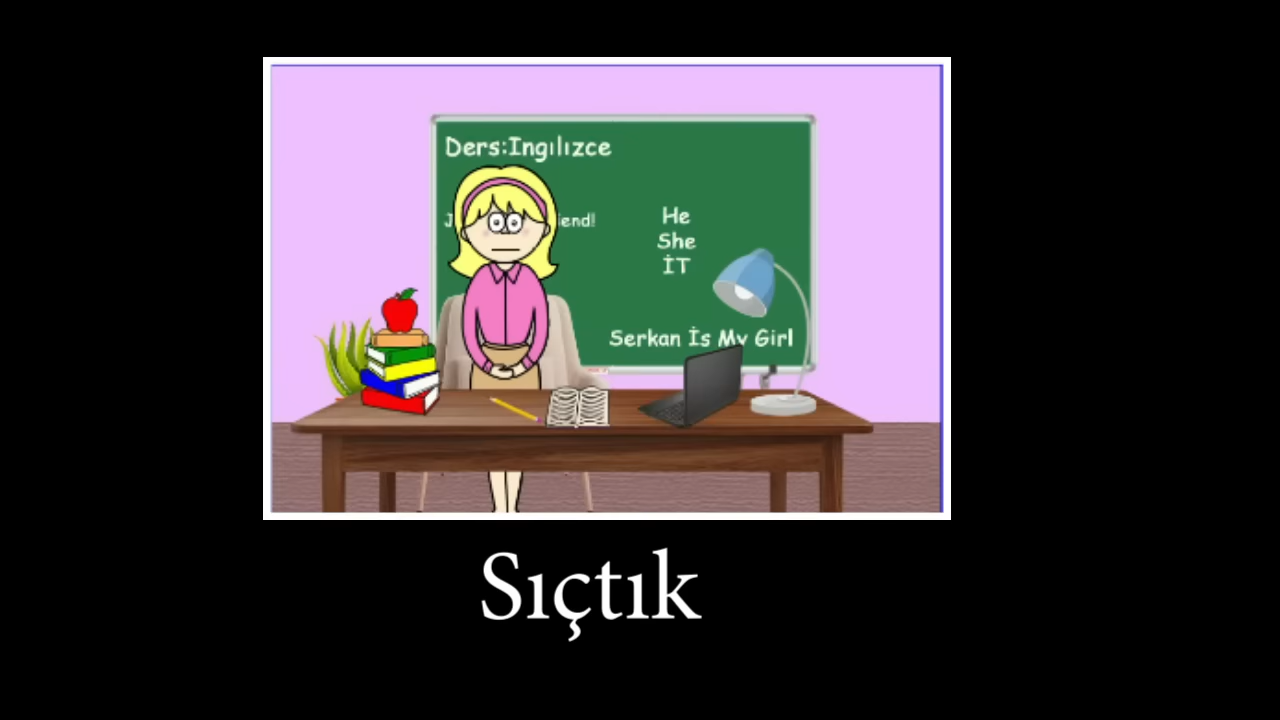 Ders:Ingılızce
He
She
İT
Serkan İs My Girl
Sıçtık